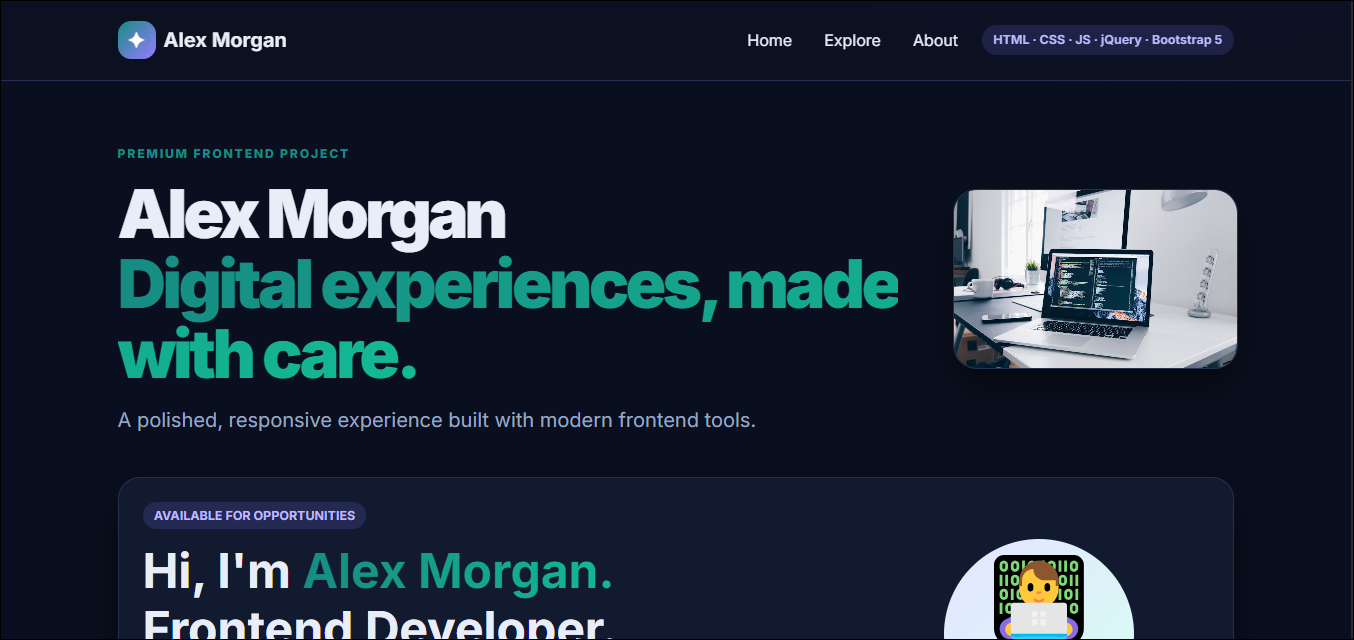 Alex Morgan
Home Explore About HTML · CSS · JS · jQuery · Bootstrap 5
PREMIUM FRONTEND PROJECT
Alex Morgan
Digital experiences, made
with care.
A polished, responsive experience built with modern frontend tools.
AVAILABLE FOR OPPORTUNITIES
Hi, I'm Alex Morgan.
Frontend Developer.